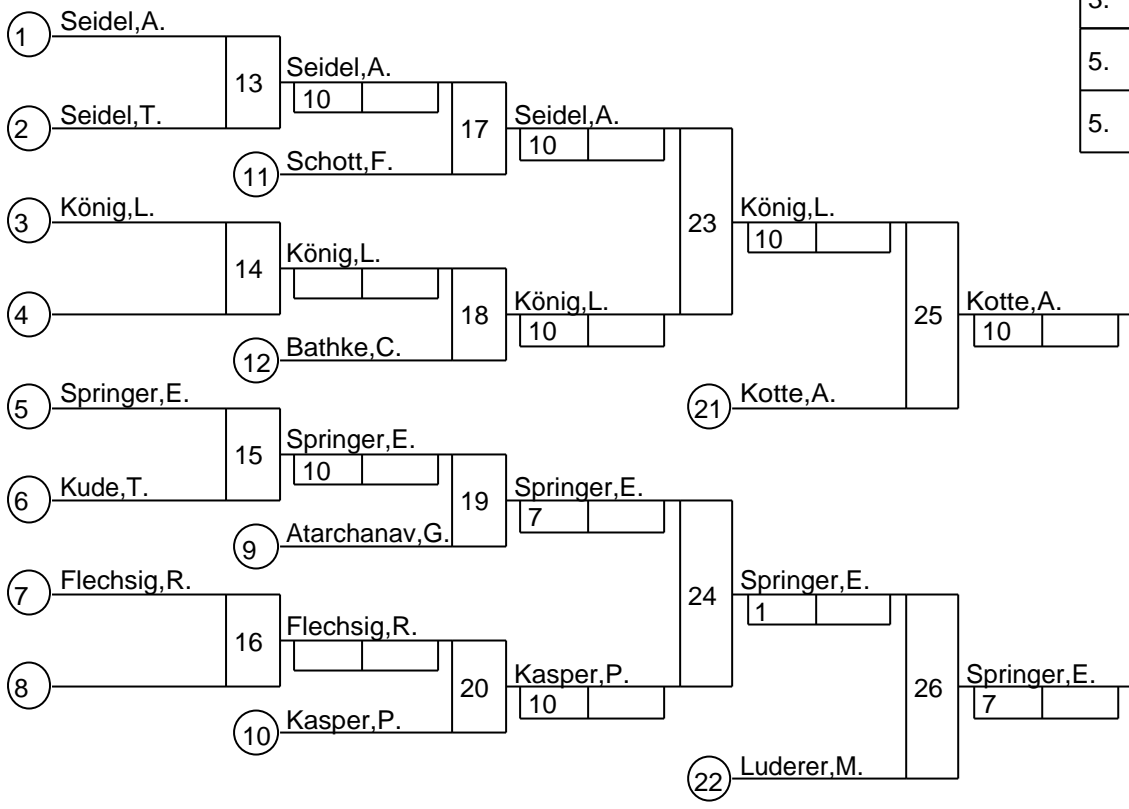 3.
1 Seidel,A.
5.
13 Seidel,A.
10
5.
2 Seidel,T.
17 Seidel,A.
10
11 Schott,F.
3 König,L.
23 König,L.
10
14 König,L.
4
18 König,L.
10
25 Kotte,A.
10
12 Bathke,C.
5 Springer,E.
21 Kotte,A.
15 Springer,E.
10
6 Kude,T.
19 Springer,E.
7
9 Atarchanav,G.
7 Flechsig,R.
24 Springer,E.
1
16 Flechsig,R.
8
20 Kasper,P.
10
26 Springer,E.
7
10 Kasper,P.
22 Luderer,M.